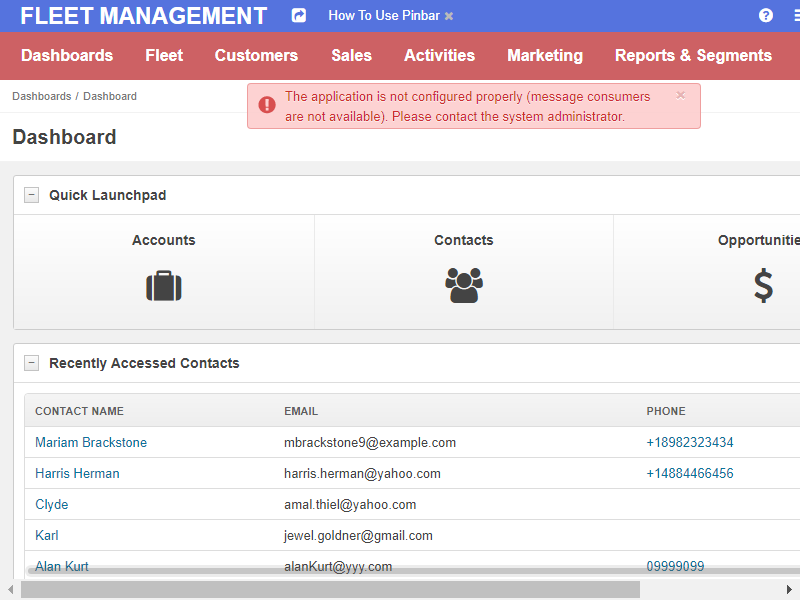 FLEET MANAGEMENT How To Use Pinbar ×
Dashboards Fleet Customers Sales Activities Marketing Reports & Segments
Dashboards / Dashboard
The application is not configured properly (message consumers ×
are not available). Please contact the system administrator.
Dashboard
Quick Launchpad
Accounts Contacts Opportunitie
Recently Accessed Contacts
CONTACT NAME EMAIL PHONE
Mariam Brackstone mbrackstone9@example.com +18982323434
Harris Herman harris.herman@yahoo.com +14884466456
Clyde amal.thiel@yahoo.com
Karl jewel.goldner@gmail.com
Alan Kurt alanKurt@yyy.com 09999099